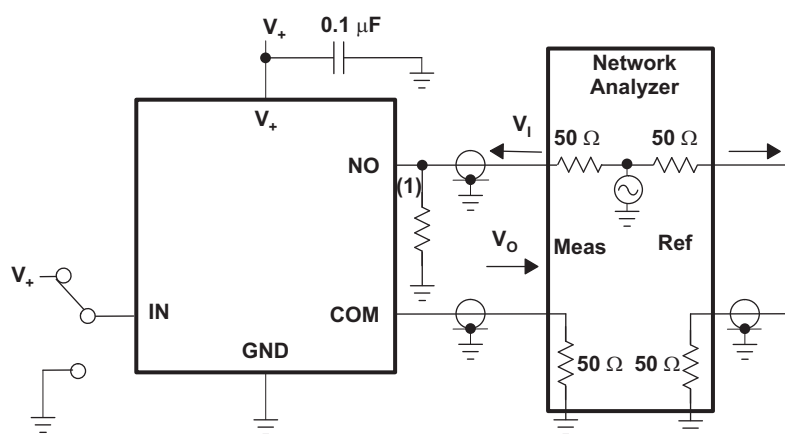 V+
0.1 μF
Network
Analyzer
V+
VI
50 Ω
50 Ω
NO
(1)
VO
Meas
Ref
V+
IN
COM
GND
50 Ω
50 Ω